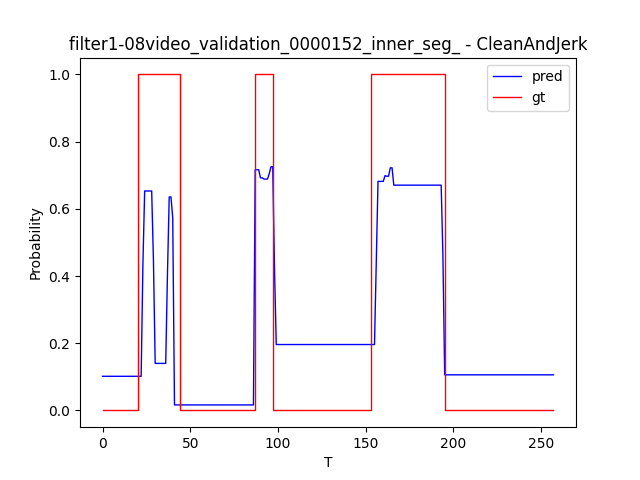 filter1-08video_validation_0000152_inner_seg_ - CleanAndJerk
pred
gt
1.0
0.8
0.6
0.4
0.2
0.0
Probability
0
50
100
150
200
250
T